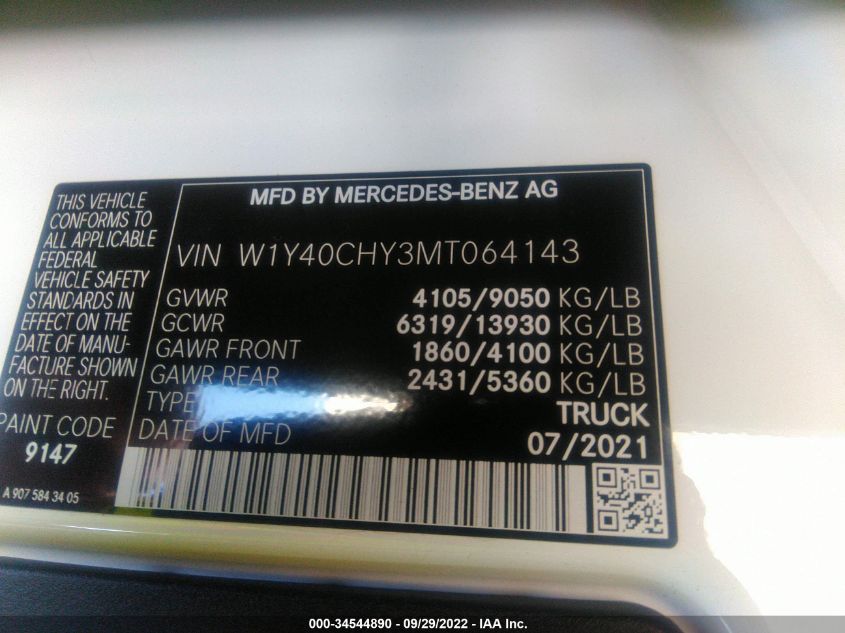 THIS VEHICLE
CONFORMS TO
ALL APPLICABLE
FEDERAL
VEHICLE SAFETY
STANDARDS IN
EFFECT ON THE
DATE OF MANU-
FACTURE SHOWN
ON THE RIGHT.
PAINT CODE
9147
A 907 584 34 05
MFD BY MERCEDES-BENZ AG
VIN W1Y40CHY3MT064143
GVWR 4105/9050 KG/LB
GCWR 6319/13930 KG/LB
GAWR FRONT 1860/4100 KG/LB
GAWR REAR 2431/5360 KG/LB
TYPE TRUCK
DATE OF MFD 07/2021
000-34544890 - 09/29/2022 - IAA Inc.